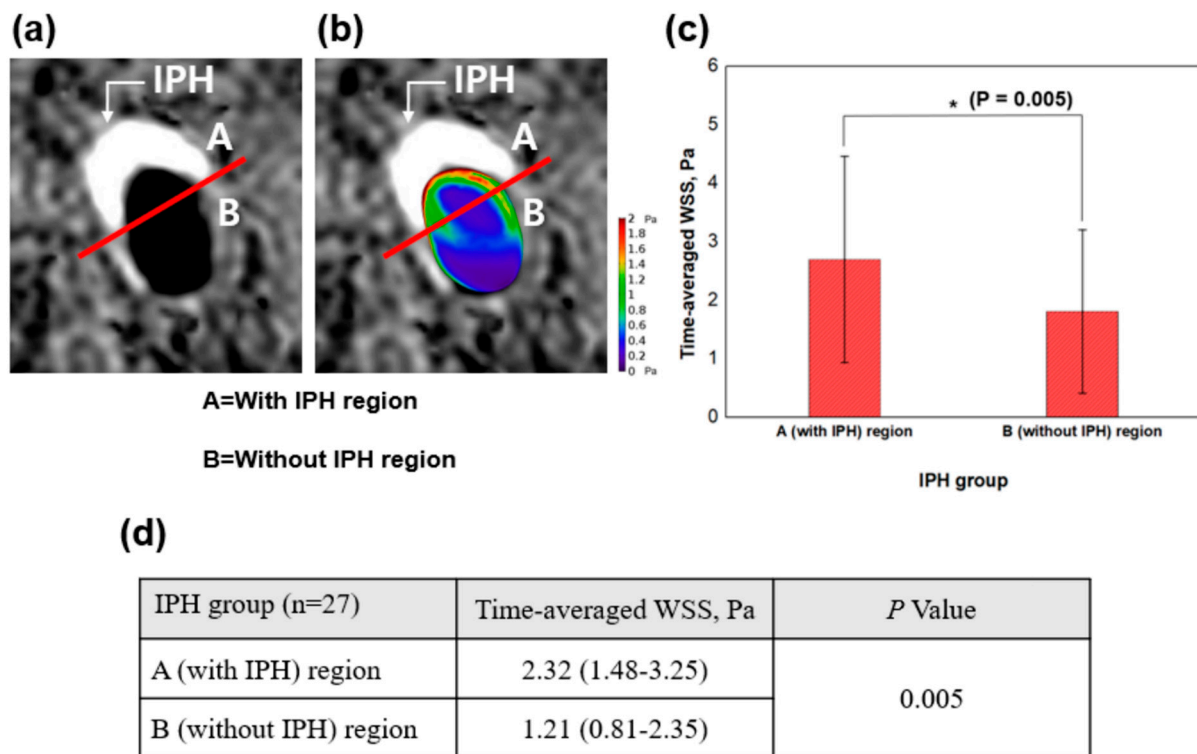 (a)
IPH
A
B
(b)
IPH
A
B
2 Pa
1.8
1.6
1.4
1.2
1
0.8
0.6
0.4
0.2
0 Pa
A=With IPH region
B=Without IPH region
(c)
Time-averaged WSS, Pa
6
5
4
3
2
1
0
* (P = 0.005)
A (with IPH) region
B (without IPH) region
IPH group
(d)
IPH group (n=27) Time-averaged WSS, Pa P Value
A (with IPH) region 2.32 (1.48-3.25)
0.005
B (without IPH) region 1.21 (0.81-2.35)